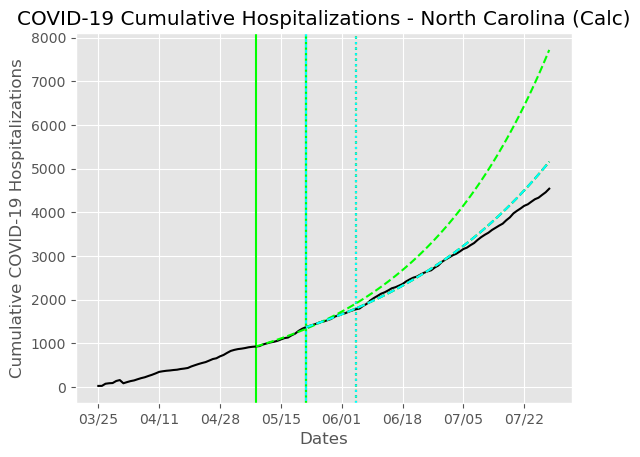 COVID-19 Cumulative Hospitalizations - North Carolina (Calc)
Cumulative COVID-19 Hospitalizations
8000
7000
6000
5000
4000
3000
2000
1000
0
03/25 04/11 04/28 05/15 06/01 06/18 07/05 07/22
Dates